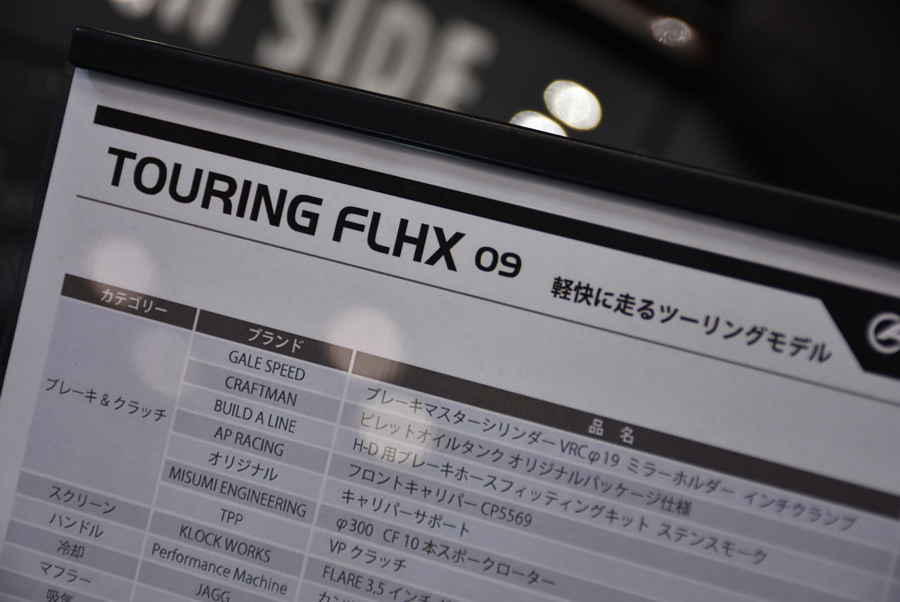 SIDE
TOURING FLHX 09 軽快に走るツーリングモデル
カテゴリー ブランド 品 名
ブレーキ & クラッチ
GALE SPEED ブレーキマスターシリンダー VRCφ19 ミラーホルダー インチクランプ
CRAFTMAN ビレットオイルタンク オリジナルパッケージ仕様
BUILD A LINE H-D 用ブレーキホースフィッティングキット ステンスモーク
AP RACING フロントキャリパー CP5569
オリジナル キャリパーサポート
MISUMI ENGINEERING φ300 CF 10 本スポークローター
TPP VP クラッチ
スクリーン KLOCK WORKS FLARE 3.5 インチ
ハンドル Performance Machine
冷却 JAGG
マフラー
吸気